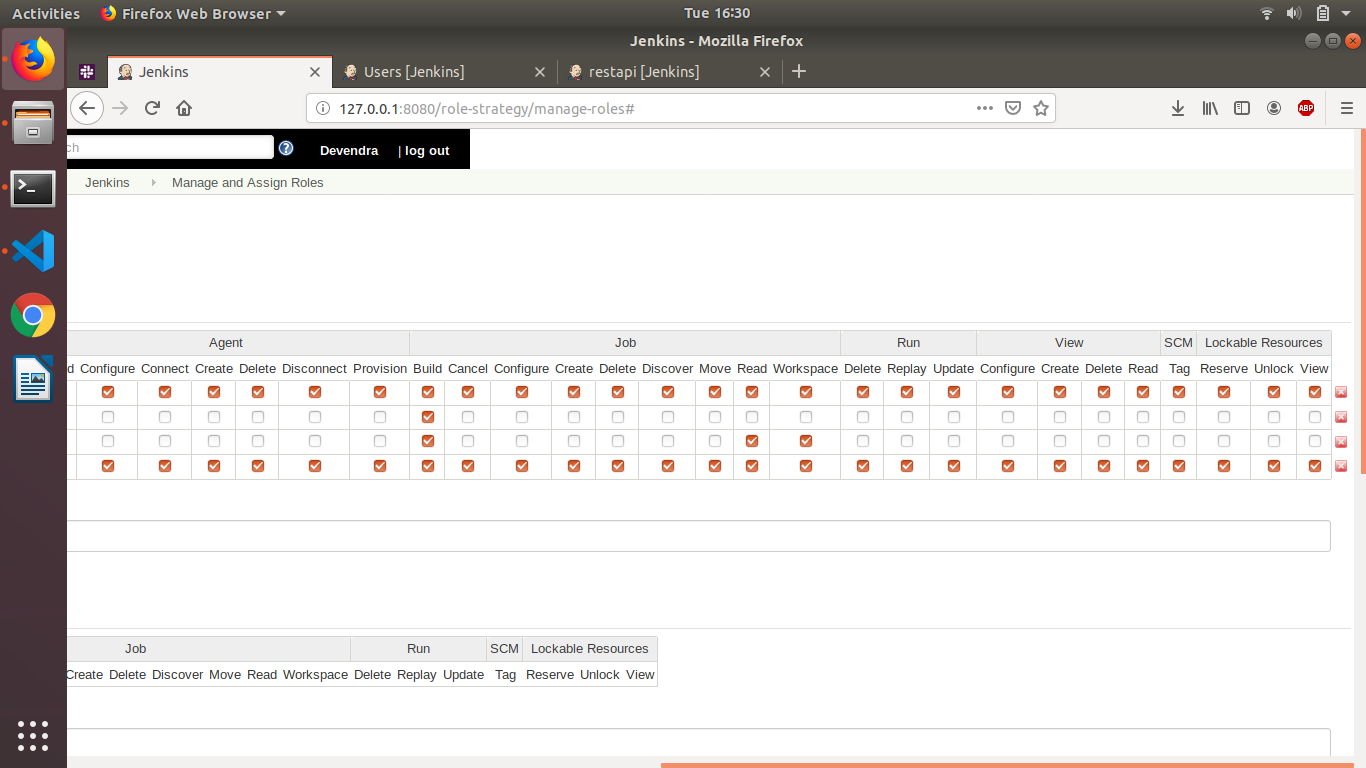 Activities Firefox Web Browser Tue 16:30
Jenkins - Mozilla Firefox
Jenkins Users [Jenkins] restapi [Jenkins]
127.0.0.1:8080/role-strategy/manage-roles# ABP
ch ? Devendra | log out
Jenkins Manage and Assign Roles
Agent Job Run View SCM Lockable Resources
d Configure Connect Create Delete Disconnect Provision Build Cancel Configure Create Delete Discover Move Read Workspace Delete Replay Update Configure Create Delete Read Tag Reserve Unlock View
Job Run SCM Lockable Resources
Create Delete Discover Move Read Workspace Delete Replay Update Tag Reserve Unlock View